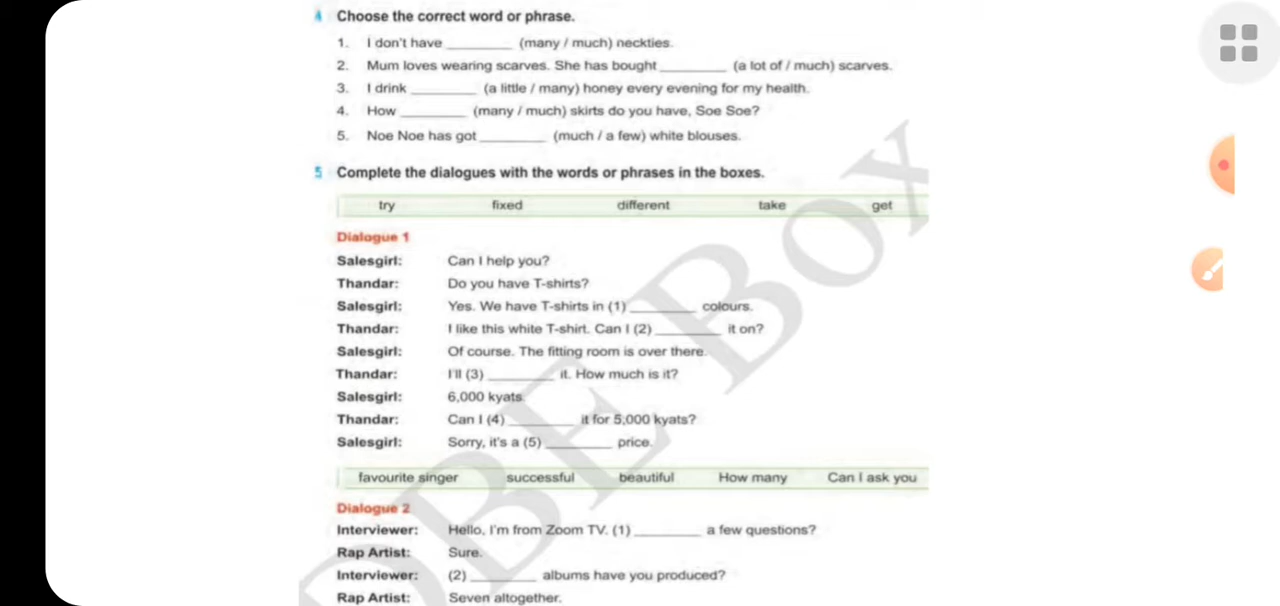 4 Choose the correct word or phrase.
1. I don't have ________ (many / much) neckties.
2. Mum loves wearing scarves. She has bought ________ (a lot of / much) scarves.
3. I drink ________ (a little / many) honey every evening for my health.
4. How ________ (many / much) skirts do you have, Soe Soe?
5. Noe Noe has got ________ (much / a few) white blouses.
5 Complete the dialogues with the words or phrases in the boxes.
try fixed different take get
Dialogue 1
Salesgirl: Can I help you?
Thandar: Do you have T-shirts?
Salesgirl: Yes. We have T-shirts in (1) ________ colours.
Thandar: I like this white T-shirt. Can I (2) ________ it on?
Salesgirl: Of course. The fitting room is over there.
Thandar: I'll (3) ________ it. How much is it?
Salesgirl: 6,000 kyats.
Thandar: Can I (4) ________ it for 5,000 kyats?
Salesgirl: Sorry, it's a (5) ________ price.
favourite singer successful beautiful How many Can I ask you
Dialogue 2
Interviewer: Hello, I'm from Zoom TV. (1) ________ a few questions?
Rap Artist: Sure.
Interviewer: (2) ________ albums have you produced?
Rap Artist: Seven altogether.
DBE Box